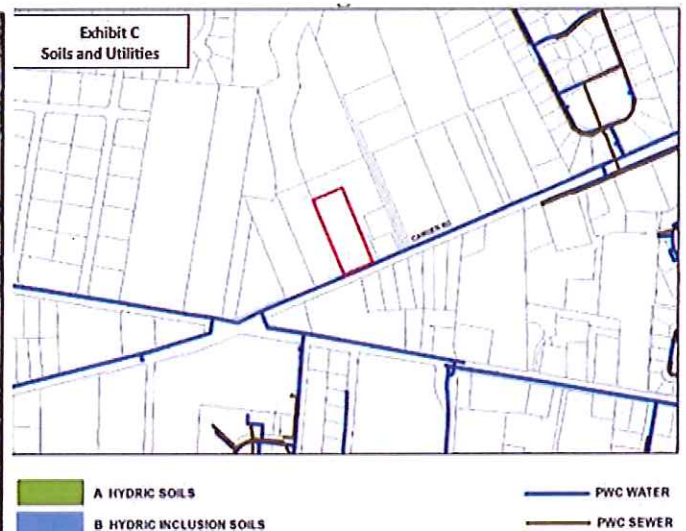 Exhibit C
Soils and Utilities
CAMDEN RD
A HYDRIC SOILS
B HYDRIC INCLUSION SOILS
PWC WATER
PWC SEWER